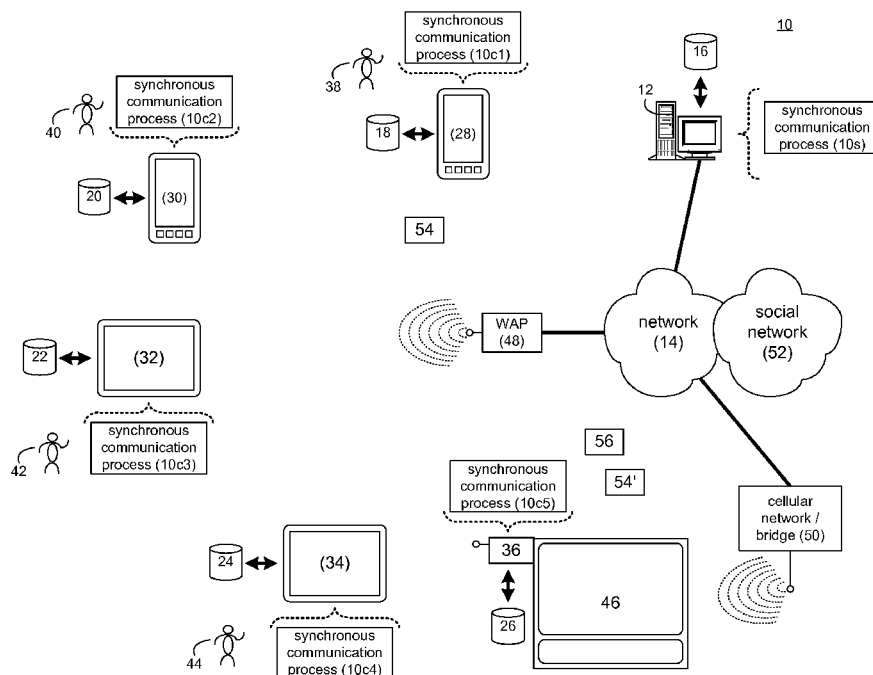 10
synchronous
communication
process (10c1)
38
18
(28)
16
12
synchronous
communication
process (10s)
synchronous
communication
process (10c2)
40
20
(30)
54
WAP
(48)
network
(14)
social
network
(52)
22
(32)
synchronous
communication
process (10c3)
42
56
54'
synchronous
communication
process (10c5)
36
46
26
cellular
network /
bridge (50)
24
(34)
synchronous
communication
process (10c4)
44